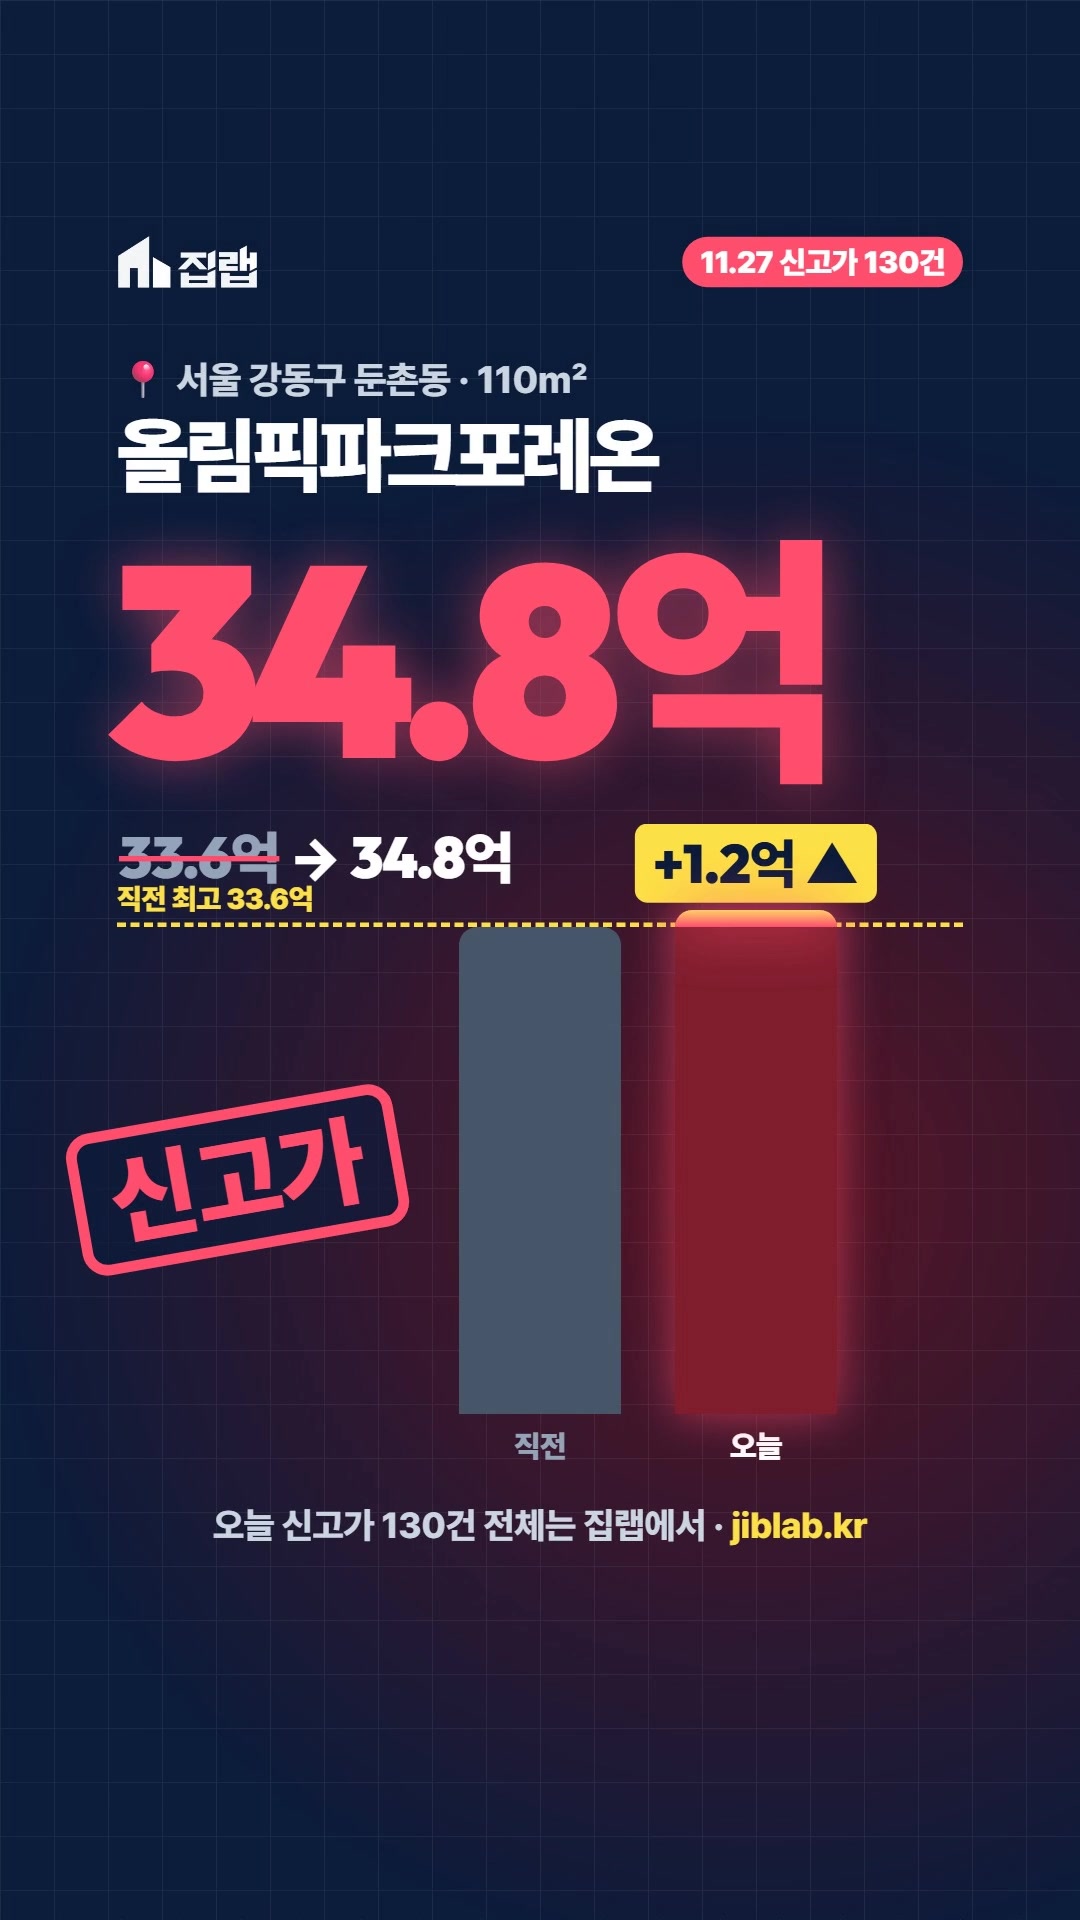 집랩
11.27 신고가 130건
서울 강동구 둔촌동 · 110m²
올림픽파크포레온
34.8억
33.6억 → 34.8억
+1.2억 ▲
직전 최고 33.6억
신고가
직전
오늘
오늘 신고가 130건 전체는 집랩에서 · jiblab.kr